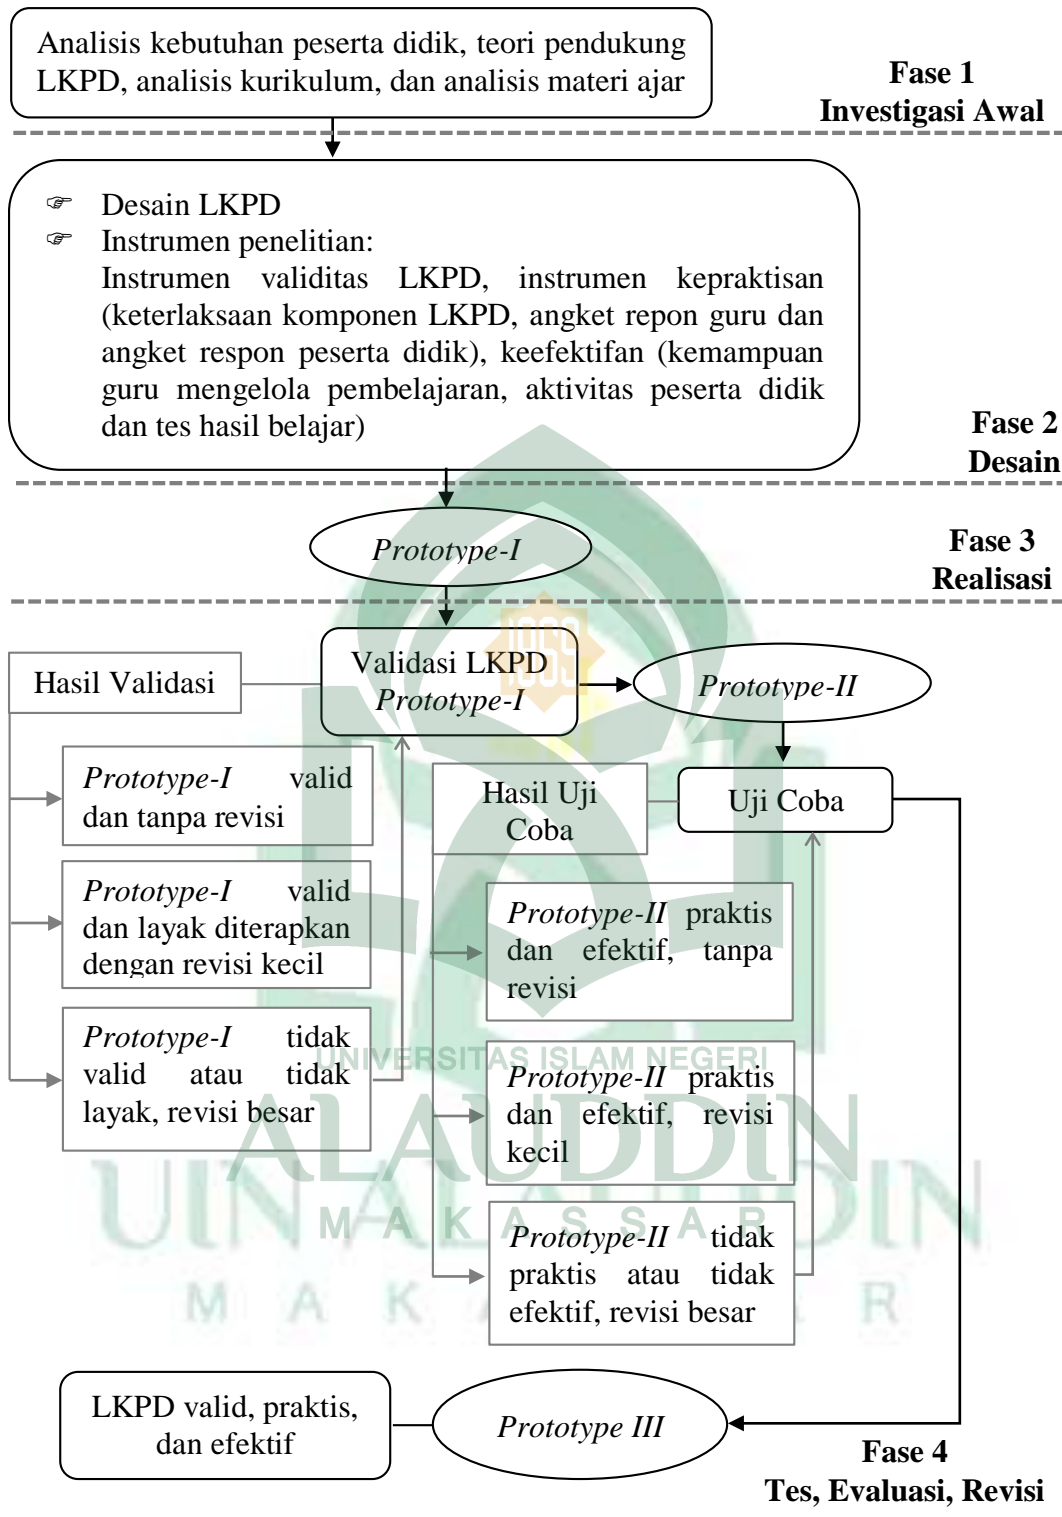 Analisis kebutuhan peserta didik, teori pendukung
LKPD, analisis kurikulum, dan analisis materi ajar
Fase 1
Investigasi Awal
☞ Desain LKPD
☞ Instrumen penelitian:
Instrumen validitas LKPD, instrumen kepraktisan
(keterlaksaan komponen LKPD, angket repon guru dan
angket respon peserta didik), keefektifan (kemampuan
guru mengelola pembelajaran, aktivitas peserta didik
dan tes hasil belajar)
Fase 2
Desain
Prototype-I
Fase 3
Realisasi
Hasil Validasi
Validasi LKPD
Prototype-I
Prototype-II
Prototype-I valid
dan tanpa revisi
Hasil Uji
Coba
Uji Coba
Prototype-I valid
dan layak diterapkan
dengan revisi kecil
Prototype-II praktis
dan efektif, tanpa
revisi
Prototype-I tidak
valid atau tidak
layak, revisi besar
Prototype-II praktis
dan efektif, revisi
kecil
Prototype-II tidak
praktis atau tidak
efektif, revisi besar
LKPD valid, praktis,
dan efektif
Prototype III
Fase 4
Tes, Evaluasi, Revisi
1965
UNIVERSITAS ISLAM NEGERI
ALAUDDIN
MAKASSAR
UIN ALAUDDIN
MAKASSAR